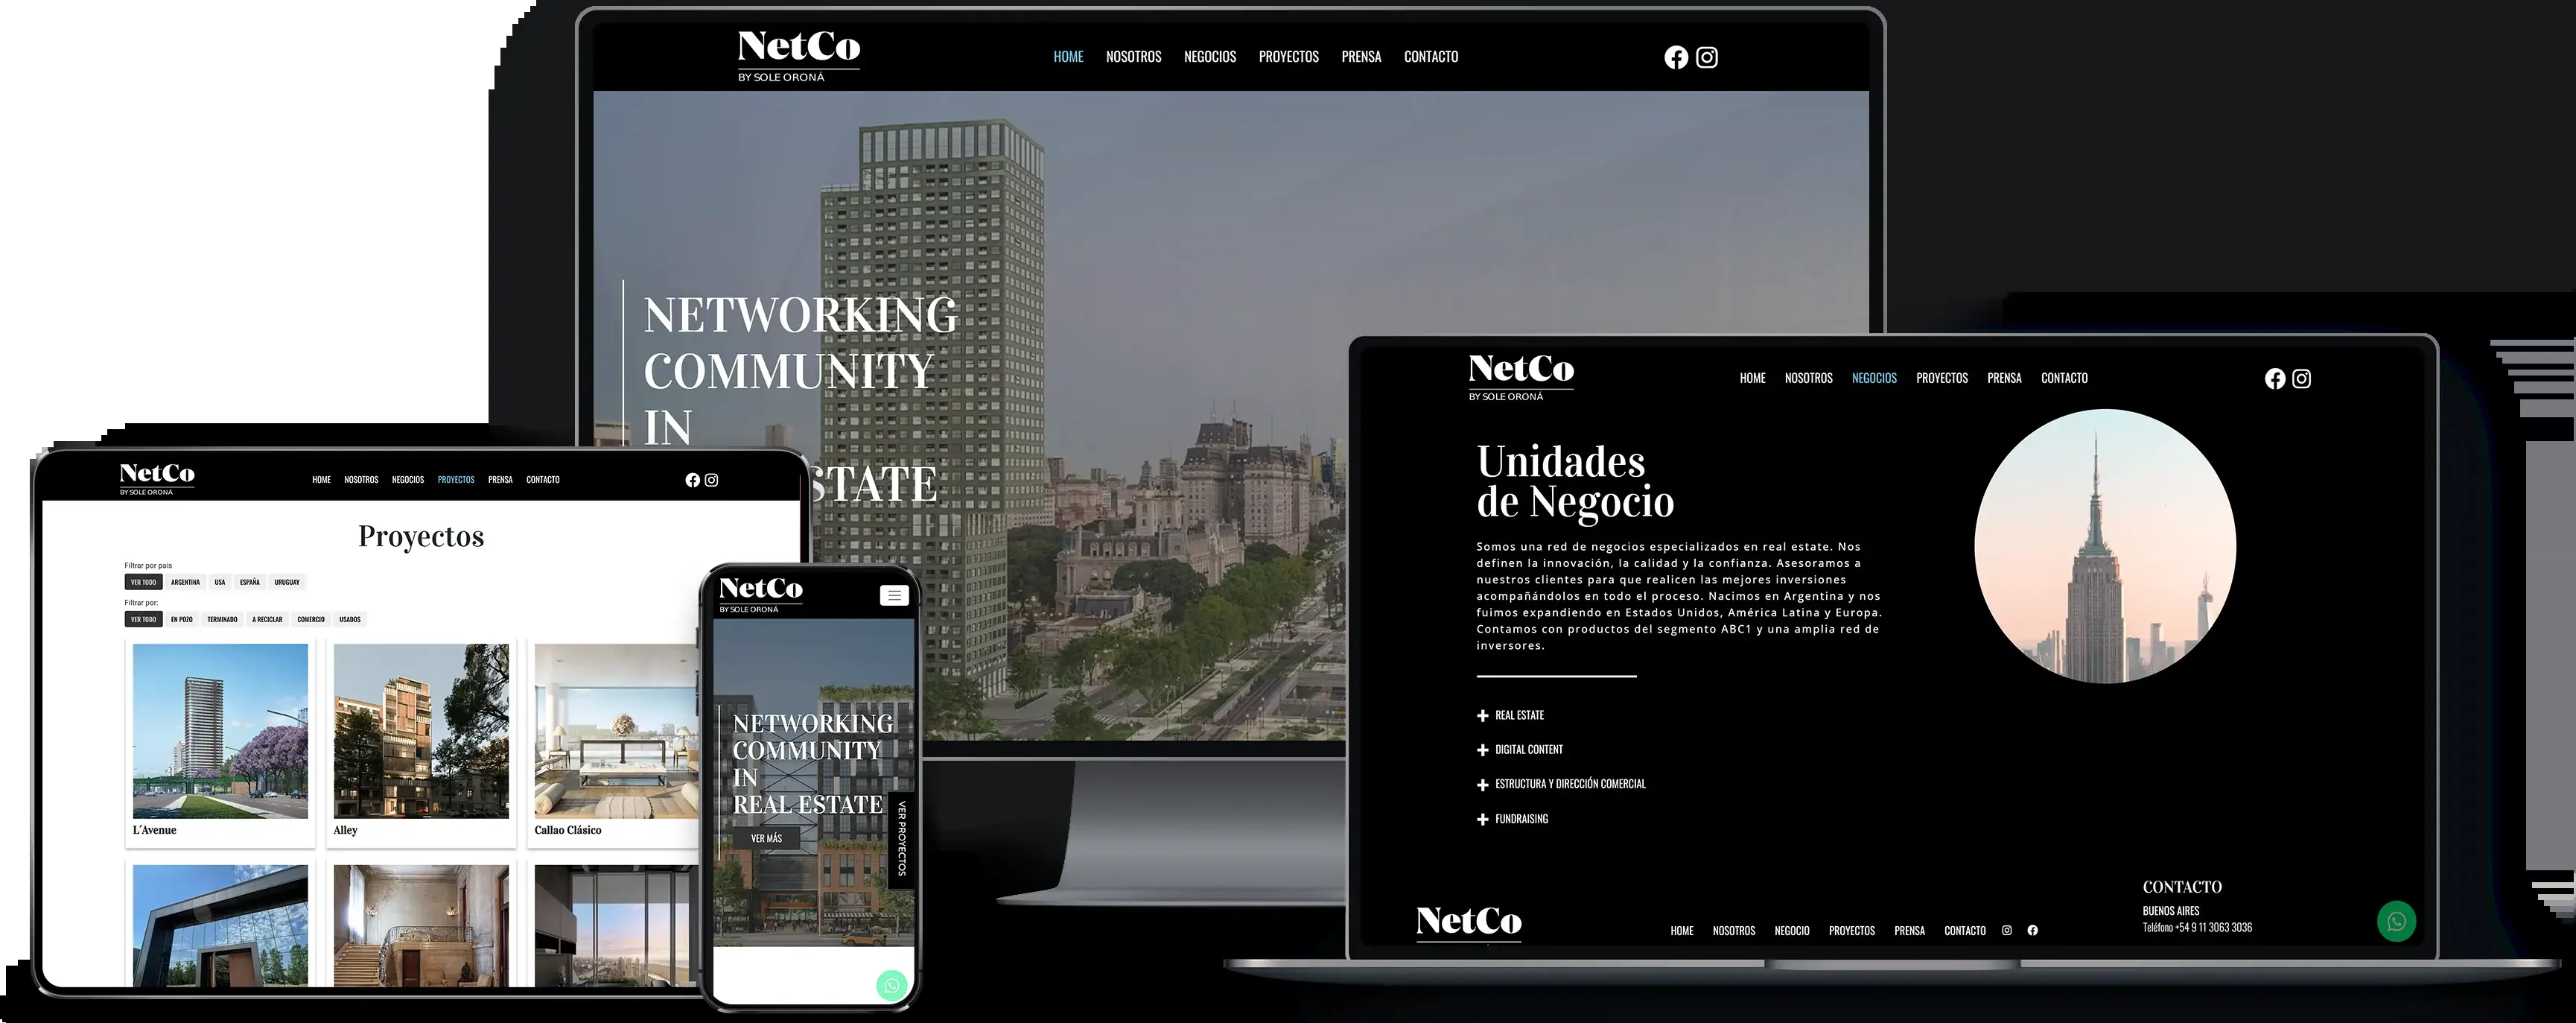 NetCo
BY SOLE ORONÁ
HOME NOSOTROS NEGOCIOS PROYECTOS PRENSA CONTACTO
NETWORKING
COMMUNITY
IN
STATE
NetCo
BY SOLE ORONÁ
HOME NOSOTROS NEGOCIOS PROYECTOS PRENSA CONTACTO
Unidades
de Negocio
Somos una red de negocios especializados en real estate. Nos
definen la innovación, la calidad y la confianza. Asesoramos a
nuestros clientes para que realicen las mejores inversiones
acompañándolos en todo el proceso. Nacimos en Argentina y nos
fuimos expandiendo en Estados Unidos, América Latina y Europa.
Contamos con productos del segmento ABC1 y una amplia red de
inversores.
REAL ESTATE
DIGITAL CONTENT
ESTRUCTURA Y DIRECCIÓN COMERCIAL
FUNDRAISING
NetCo
HOME NOSOTROS NEGOCIO PROYECTOS PRENSA CONTACTO
CONTACTO
BUENOS AIRES
Teléfono +54 9 11 3063 3036
NetCo
BY SOLE ORONÁ
HOME NOSOTROS NEGOCIOS PROYECTOS PRENSA CONTACTO
Proyectos
Filtrar por pais
VER TODO ARGENTINA USA ESPAÑA URUGUAY
Filtrar por:
VER TODO EN POZO TERMINADO A RECICLAR COMERCIO USADOS
L'Avenue
Alley
Callao Clásico
NetCo
BY SOLE ORONÁ
NETWORKING
COMMUNITY
IN
REAL ESTATE
VER MÁS
VER PROYECTOS